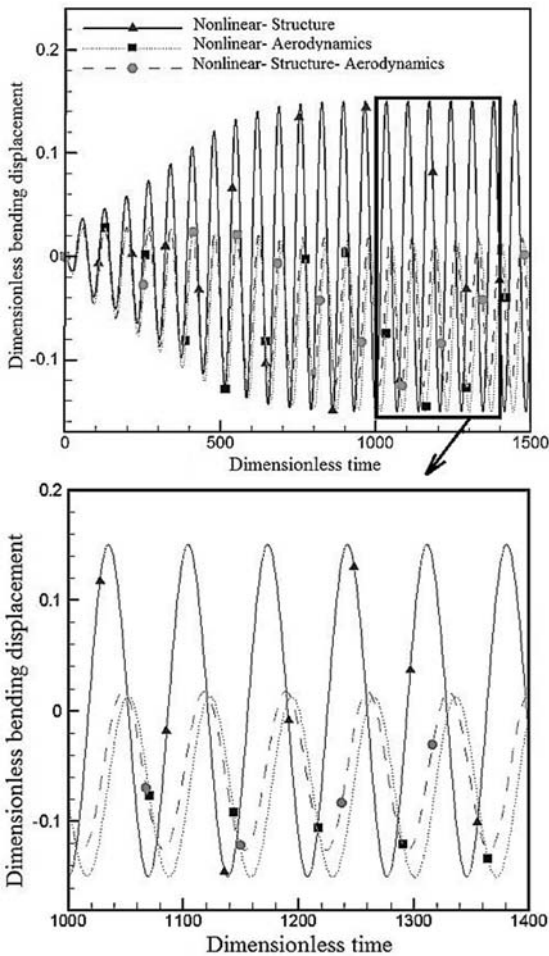 0.2
Nonlinear- Structure
Nonlinear- Aerodynamics
Nonlinear- Structure- Aerodynamics
0.1
0
-0.1
Dimensionless bending displacement
0 500 1000 1500
Dimensionless time
0.2
0.1
0
-0.1
Dimensionless bending displacement
1000 1100 1200 1300 1400
Dimensionless time